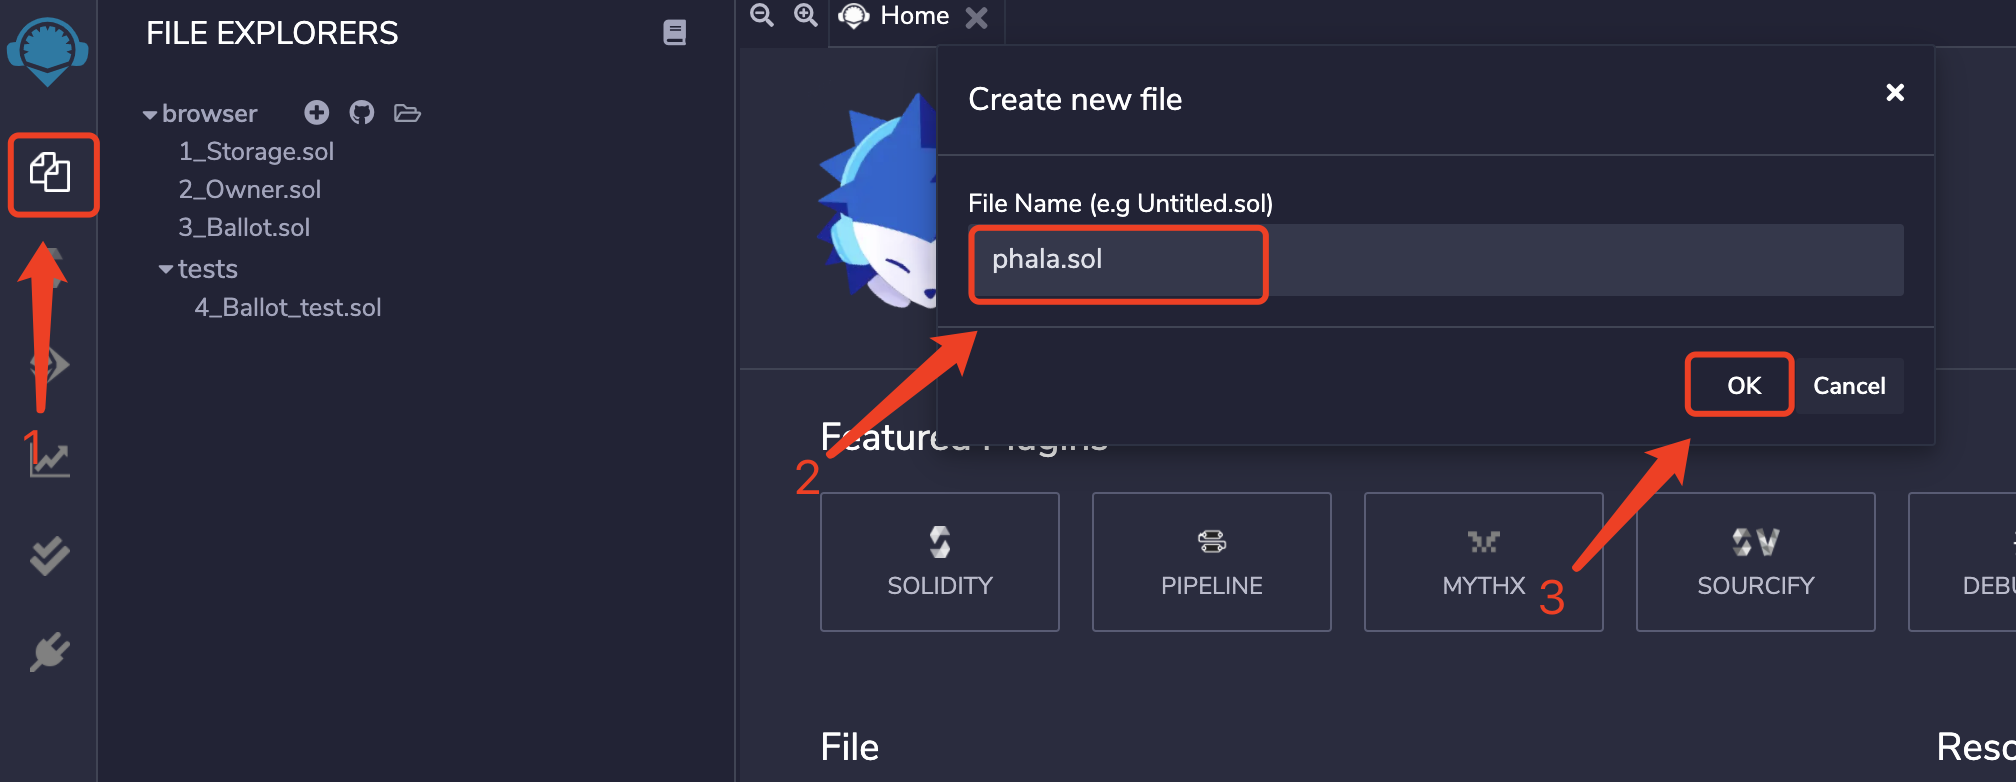 FILE EXPLORERS
browser
1_Storage.sol
2_Owner.sol
3_Ballot.sol
tests
4_Ballot_test.sol
1
Home
Create new file
File Name (e.g Untitled.sol)
phala.sol
OK
Cancel
Featured Plugins
2
SOLIDITY
PIPELINE
MYTHX
3
SOURCIFY
DEBU
File
Reso